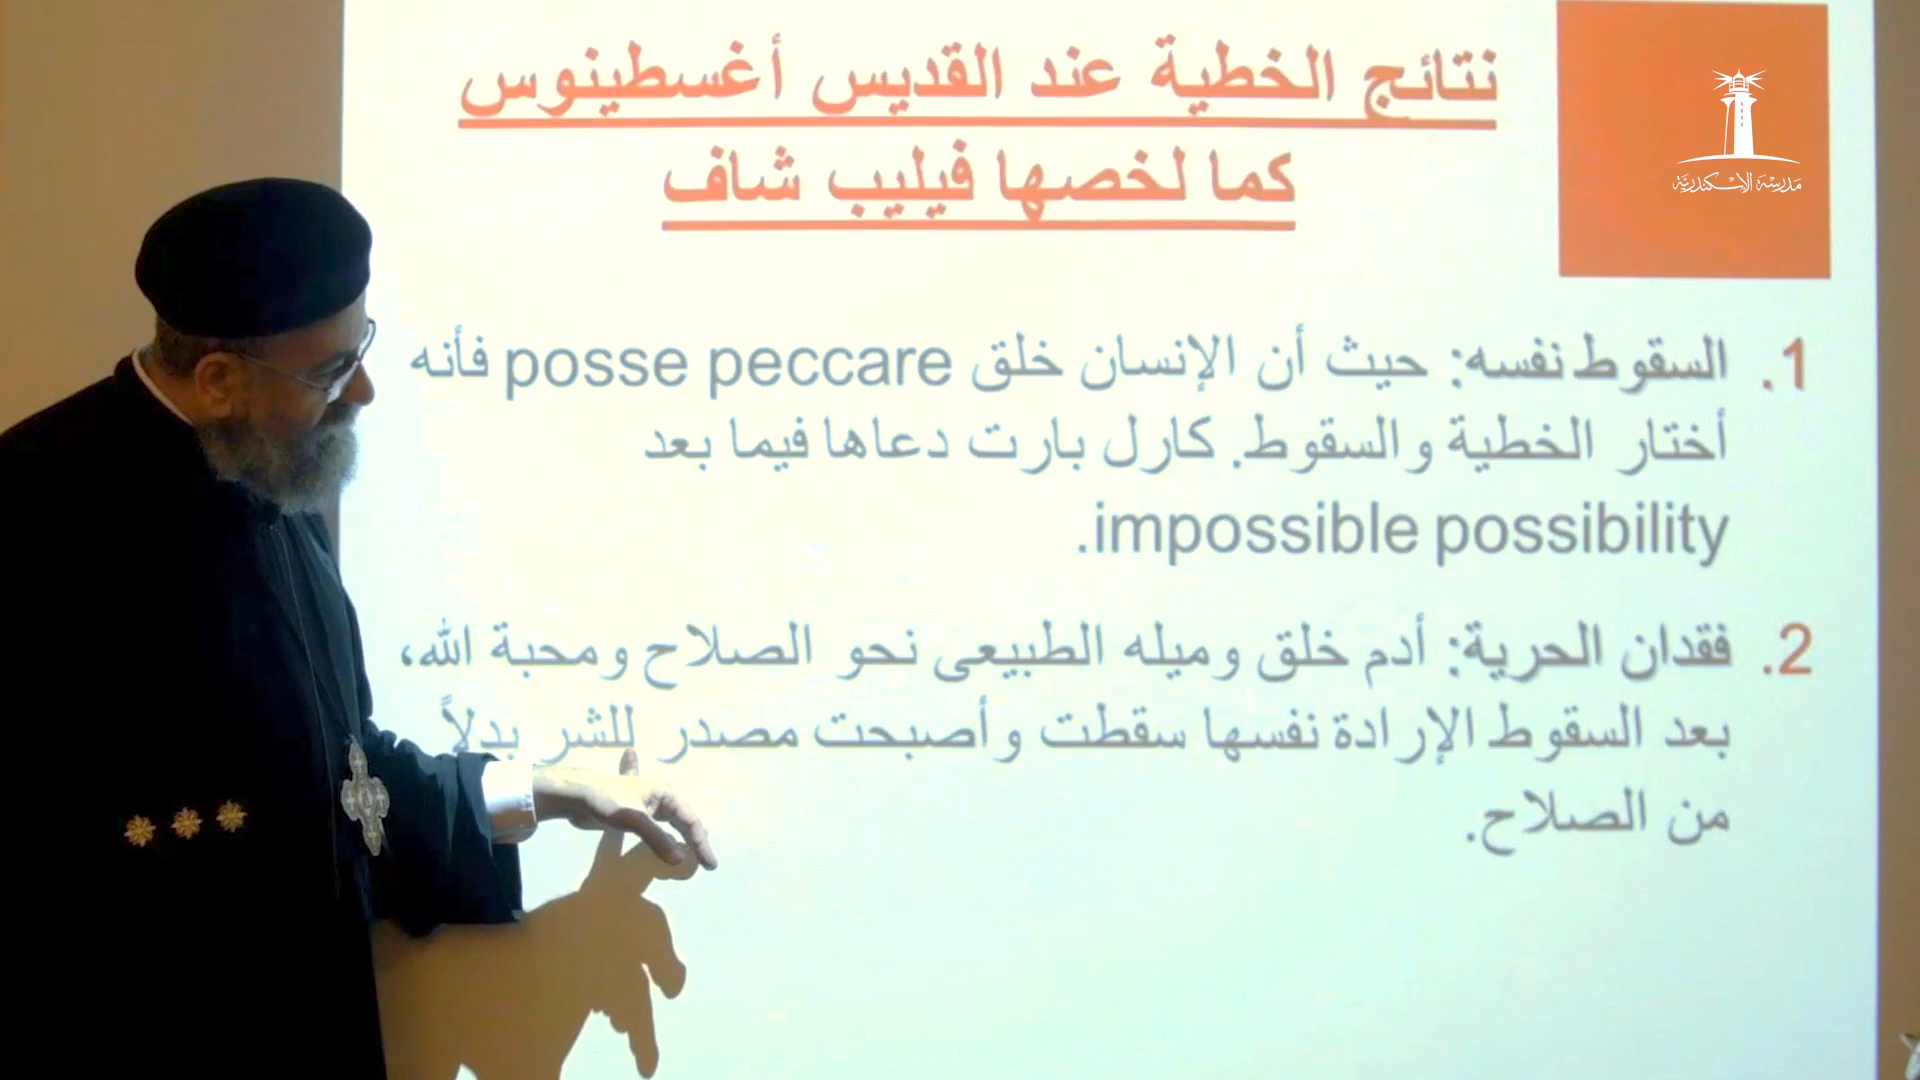 نتائج الخطية عند القديس أغسطينوس
كما لخصها فيليب شاف
مدرسة الإسكندرية
1. السقوط نفسه: حيث أن الإنسان خلق posse peccare فأنه
أختار الخطية والسقوط. كارل بارت دعاها فيما بعد
impossible possibility.
2. فقدان الحرية: أدم خلق وميله الطبيعى نحو الصلاح ومحبة الله،
بعد السقوط الإرادة نفسها سقطت وأصبحت مصدر للشر بدلاً
من الصلاح.